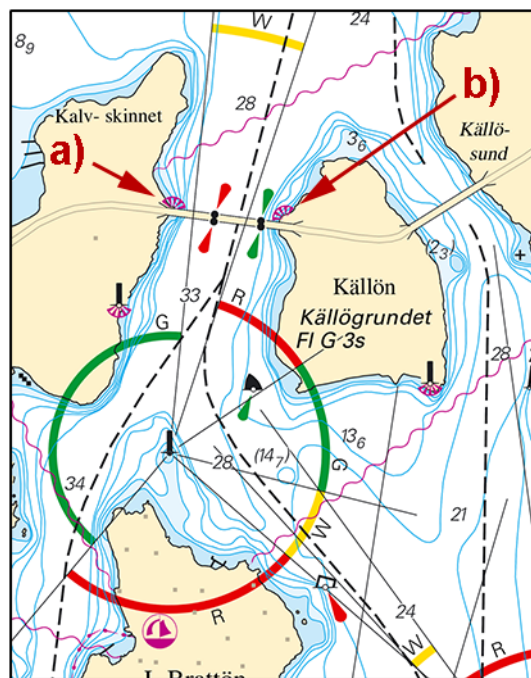 W
24
8₉
28
b)
Kalv- skinnet
a)
3₆
Källö-
sund
(2₃)
33
R
Källön
G
Källögrundet
Fl G 3s
28
13₆
(14₇)
28
G
34
21
W
24
R
W
R
I. Brattön